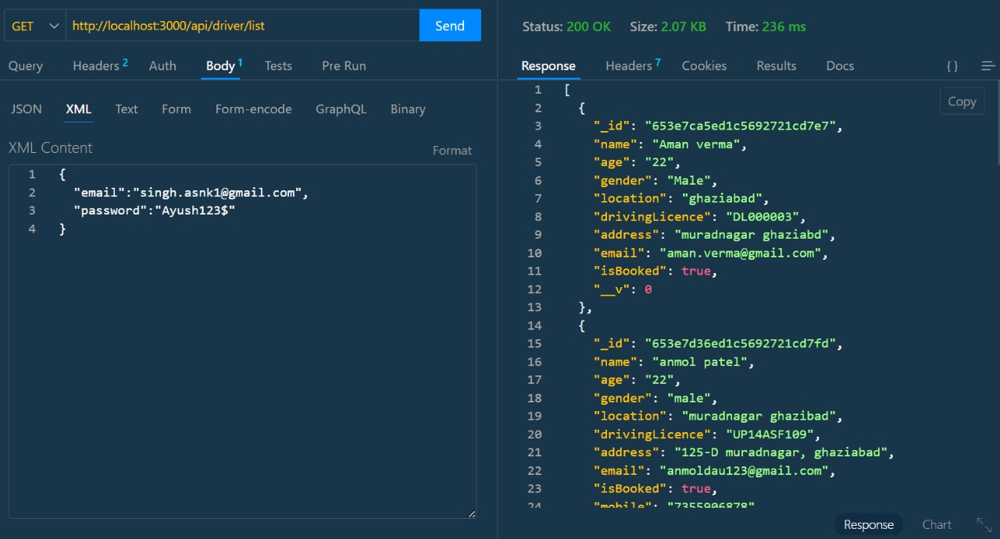 GET http://localhost:3000/api/driver/list Send
Query Headers 2 Auth Body 1 Tests Pre Run
JSON XML Text Form Form-encode GraphQL Binary
XML Content Format
1 {
2 "email":"singh.asnk1@gmail.com",
3 "password":"Ayush123$"
4 }
Status: 200 OK Size: 2.07 KB Time: 236 ms
Response Headers 7 Cookies Results Docs {}
Copy
1 [
2 {
3 "_id": "653e7ca5ed1c5692721cd7e7",
4 "name": "Aman verma",
5 "age": "22",
6 "gender": "Male",
7 "location": "ghaziabad",
8 "drivingLicence": "DL000003",
9 "address": "muradnagar ghaziabd",
10 "email": "aman.verma@gmail.com",
11 "isBooked": true,
12 "__v": 0
13 },
14 {
15 "_id": "653e7d36ed1c5692721cd7fd",
16 "name": "anmol patel",
17 "age": "22",
18 "gender": "male",
19 "location": "muradnagar ghazibad",
20 "drivingLicence": "UP14ASF109",
21 "address": "125-D muradnagar, ghaziabad",
22 "email": "anmoldau123@gmail.com",
23 "isBooked": true,
24 "mobile": "7355906878"
Response Chart